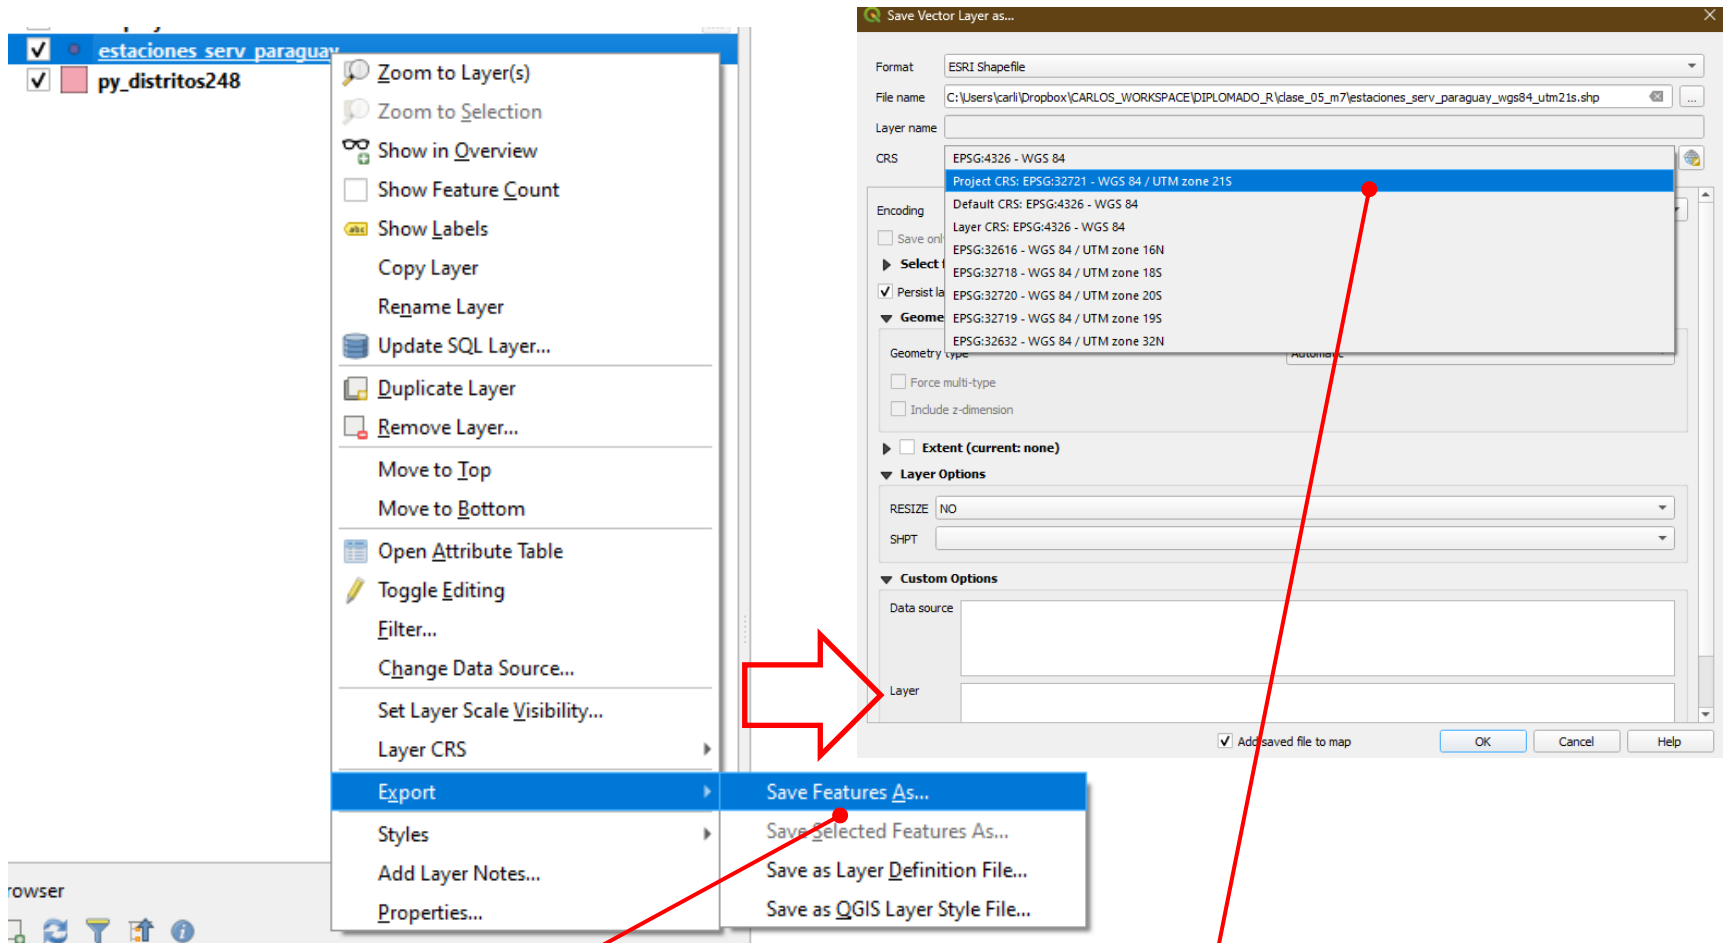 estaciones_serv_paraguay
py_distritos248
Zoom to Layer(s)
Zoom to Selection
Show in Overview
Show Feature Count
abc Show Labels
Copy Layer
Rename Layer
Update SQL Layer...
Duplicate Layer
Remove Layer...
Move to Top
Move to Bottom
Open Attribute Table
Toggle Editing
Filter...
Change Data Source...
Set Layer Scale Visibility...
Layer CRS
Export
Styles
Add Layer Notes...
Properties...
Save Features As...
Save Selected Features As...
Save as Layer Definition File...
Save as QGIS Layer Style File...
rowser
Save Vector Layer as...
Format ESRI Shapefile
File name C:\Users\carli\Dropbox\CARLOS_WORKSPACE\DIPLOMADO_R\clase_05_m7\estaciones_serv_paraguay_wgs84_utm21s.shp ...
Layer name
CRS EPSG:4326 - WGS 84
Project CRS: EPSG:32721 - WGS 84 / UTM zone 21S
Default CRS: EPSG:4326 - WGS 84
Layer CRS: EPSG:4326 - WGS 84
EPSG:32616 - WGS 84 / UTM zone 16N
EPSG:32718 - WGS 84 / UTM zone 18S
EPSG:32720 - WGS 84 / UTM zone 20S
EPSG:32719 - WGS 84 / UTM zone 19S
EPSG:32632 - WGS 84 / UTM zone 32N
Encoding
Save onl
Select f
Persist la
Geome
Geometry type Automatic
Force multi-type
Include z-dimension
Extent (current: none)
Layer Options
RESIZE NO
SHPT
Custom Options
Data source
Layer
Add saved file to map
OK
Cancel
Help